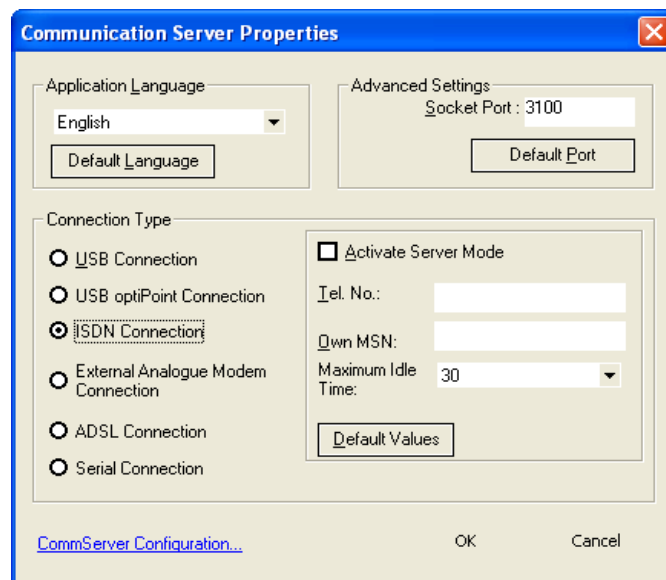 Communication Server Properties
Application Language
English
Default Language
Advanced Settings
Socket Port : 3100
Default Port
Connection Type
USB Connection
USB optiPoint Connection
ISDN Connection
External Analogue Modem
Connection
ADSL Connection
Serial Connection
Activate Server Mode
Tel. No.:
Own MSN:
Maximum Idle
Time:
30
Default Values
CommServer Configuration...
OK
Cancel